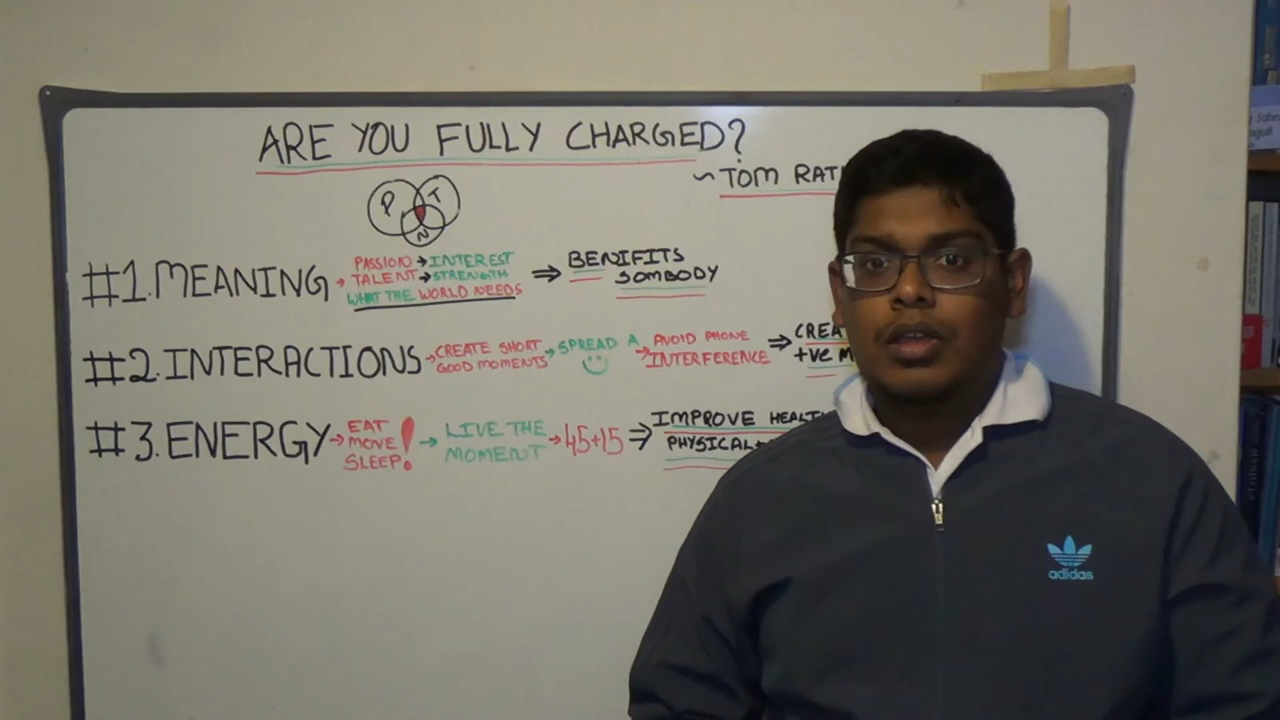 ARE YOU FULLY CHARGED?
~TOM RAT
P T
N
#1. MEANING → PASSION → INTEREST
TALENT → STRENGTH
WHAT THE WORLD NEEDS
⇒ BENIFITS
SOMBODY
#2. INTERACTIONS → CREATE SHORT
GOOD MOMENTS
→ SPREAD A
→ AVOID PHONE
INTERFERENCE
⇒ CREA
+VE M
#3. ENERGY → EAT
MOVE
SLEEP!
→ LIVE THE
MOMENT
→ 45+15
⇒ IMPROVE HEAL
PHYSICAL+
adidas